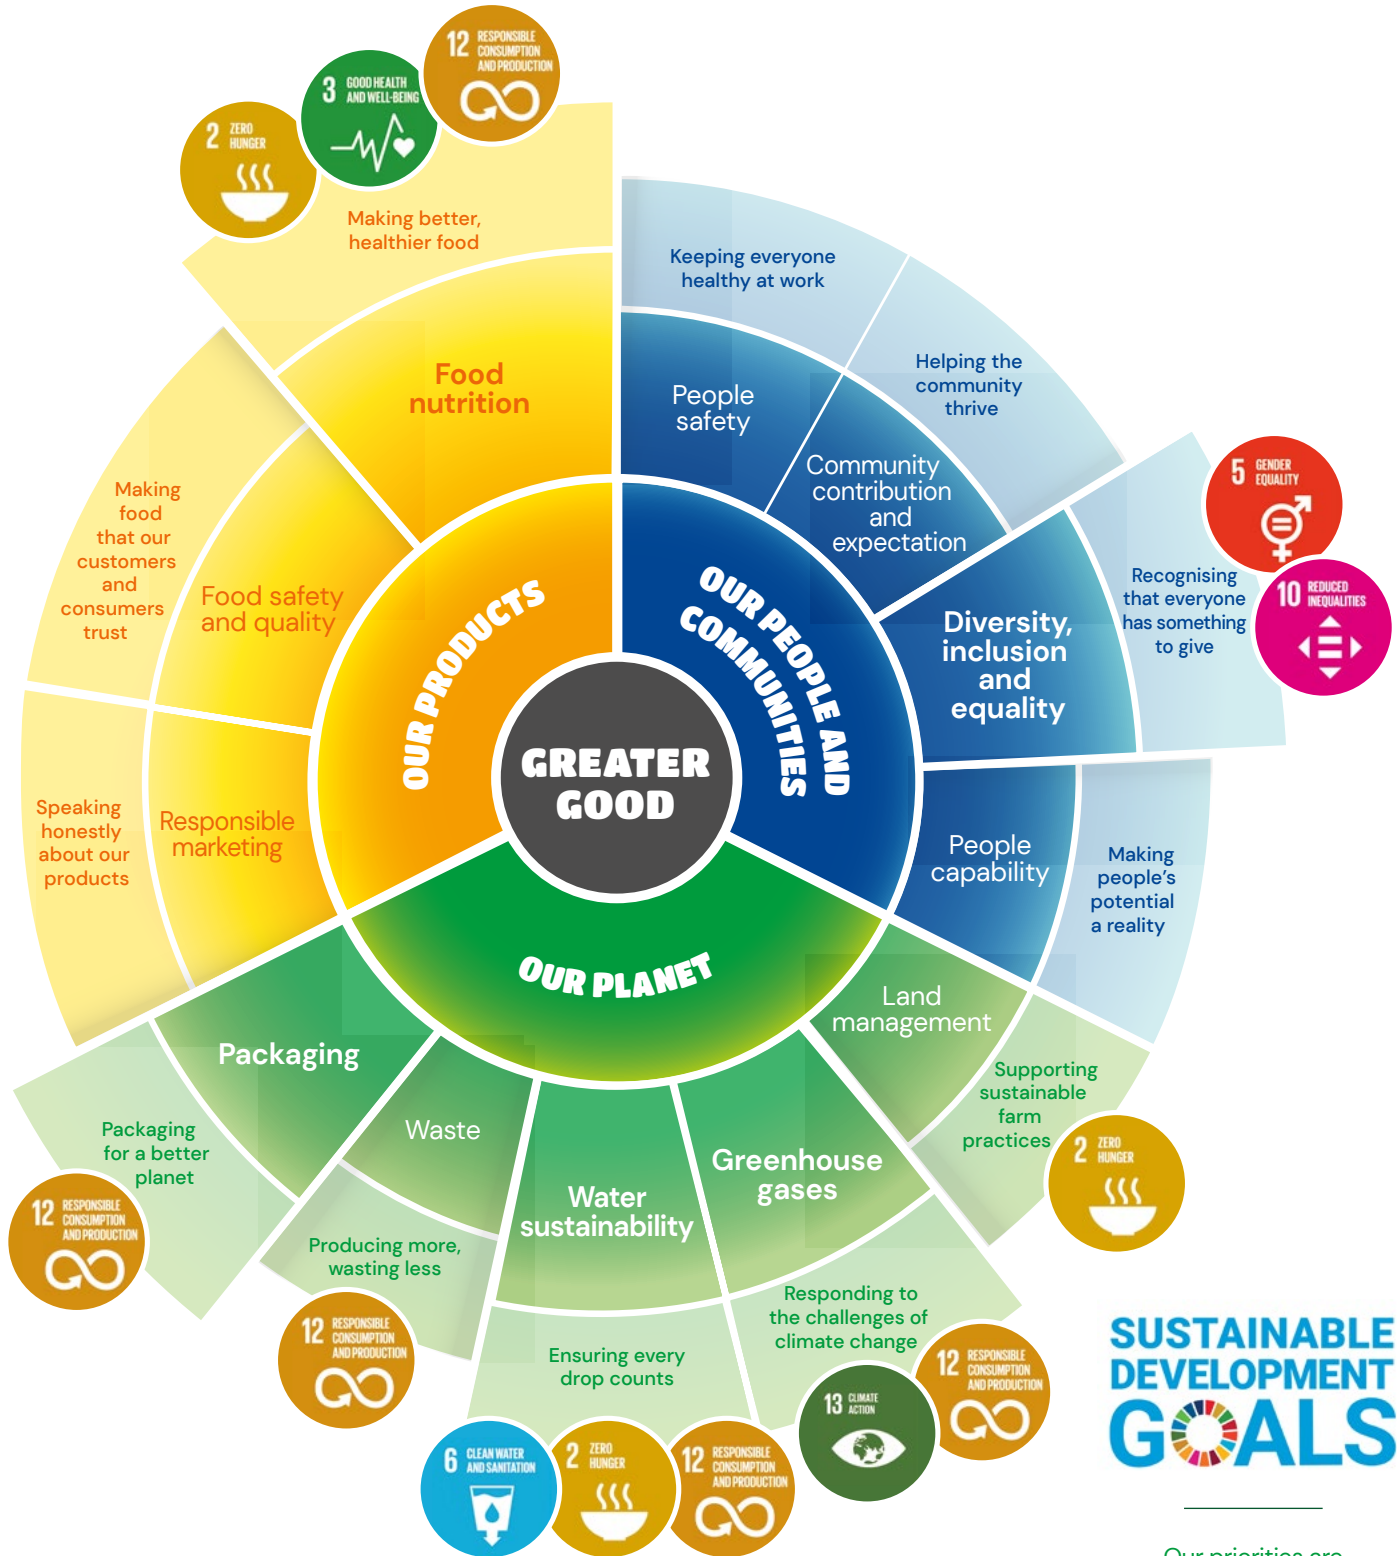 12 RESPONSIBLE
CONSUMPTION
AND PRODUCTION
3 GOOD HEALTH
AND WELL-BEING
2 ZERO
HUNGER
Making better,
healthier food
Food
nutrition
Keeping everyone
healthy at work
People
safety
Helping the
community
thrive
Community
contribution
and
expectation
5 GENDER
EQUALITY
10 REDUCED
INEQUALITIES
Recognising
that everyone
has something
to give
Diversity,
inclusion
and
equality
Making
food
that our
customers
and
consumers
trust
Food safety
and quality
OUR PRODUCTS
OUR PEOPLE AND
COMMUNITIES
GREATER
GOOD
Speaking
honestly
about our
products
Responsible
marketing
People
capability
Making
people's
potential
a reality
OUR PLANET
Land
management
Supporting
sustainable
farm
practices
2 ZERO
HUNGER
Packaging
Packaging
for a better
planet
12 RESPONSIBLE
CONSUMPTION
AND PRODUCTION
Waste
Producing more,
wasting less
12 RESPONSIBLE
CONSUMPTION
AND PRODUCTION
Water
sustainability
Ensuring every
drop counts
6 CLEAN WATER
AND SANITATION
2 ZERO
HUNGER
12 RESPONSIBLE
CONSUMPTION
AND PRODUCTION
Greenhouse
gases
Responding to
the challenges of
climate change
13 CLIMATE
ACTION
12 RESPONSIBLE
CONSUMPTION
AND PRODUCTION
SUSTAINABLE
DEVELOPMENT
GOALS
Our priorities are